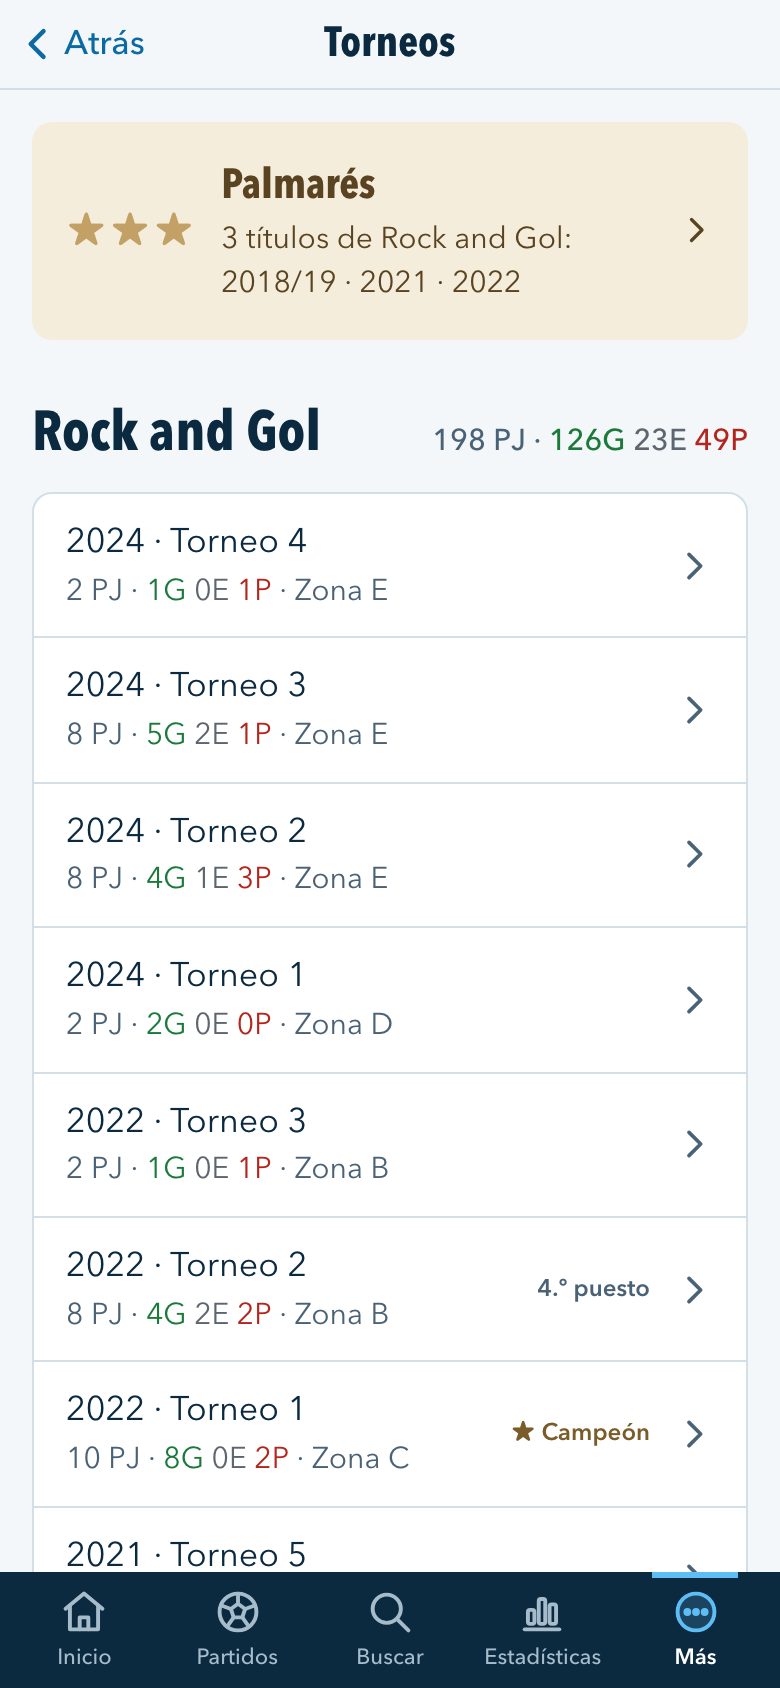 Atrás
Torneos
Palmarés
3 títulos de Rock and Gol:
2018/19 · 2021 · 2022
Rock and Gol
198 PJ · 126G 23E 49P
2024 · Torneo 4
2 PJ · 1G 0E 1P · Zona E
2024 · Torneo 3
8 PJ · 5G 2E 1P · Zona E
2024 · Torneo 2
8 PJ · 4G 1E 3P · Zona E
2024 · Torneo 1
2 PJ · 2G 0E 0P · Zona D
2022 · Torneo 3
2 PJ · 1G 0E 1P · Zona B
2022 · Torneo 2
4.º puesto
8 PJ · 4G 2E 2P · Zona B
2022 · Torneo 1
★ Campeón
10 PJ · 8G 0E 2P · Zona C
2021 · Torneo 5
Inicio
Partidos
Buscar
Estadísticas
Más